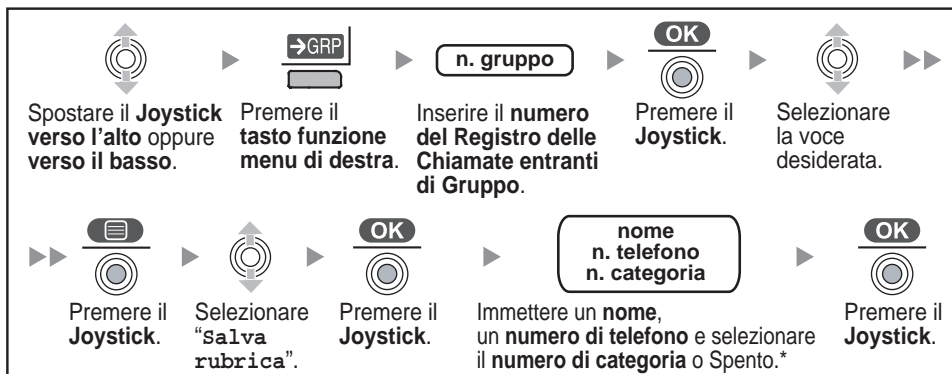 →GRP
n. gruppo
OK
Spostare il Joystick
verso l'alto oppure
verso il basso.
Premere il
tasto funzione
menu di destra.
Inserire il numero
del Registro delle
Chiamate entranti
di Gruppo.
Premere il
Joystick.
Selezionare
la voce
desiderata.
OK
nome
n. telefono
n. categoria
OK
Premere il
Joystick.
Selezionare
“Salva
rubrica”.
Premere il
Joystick.
Immettere un nome,
un numero di telefono e selezionare
il numero di categoria o Spento.*
Premere il
Joystick.